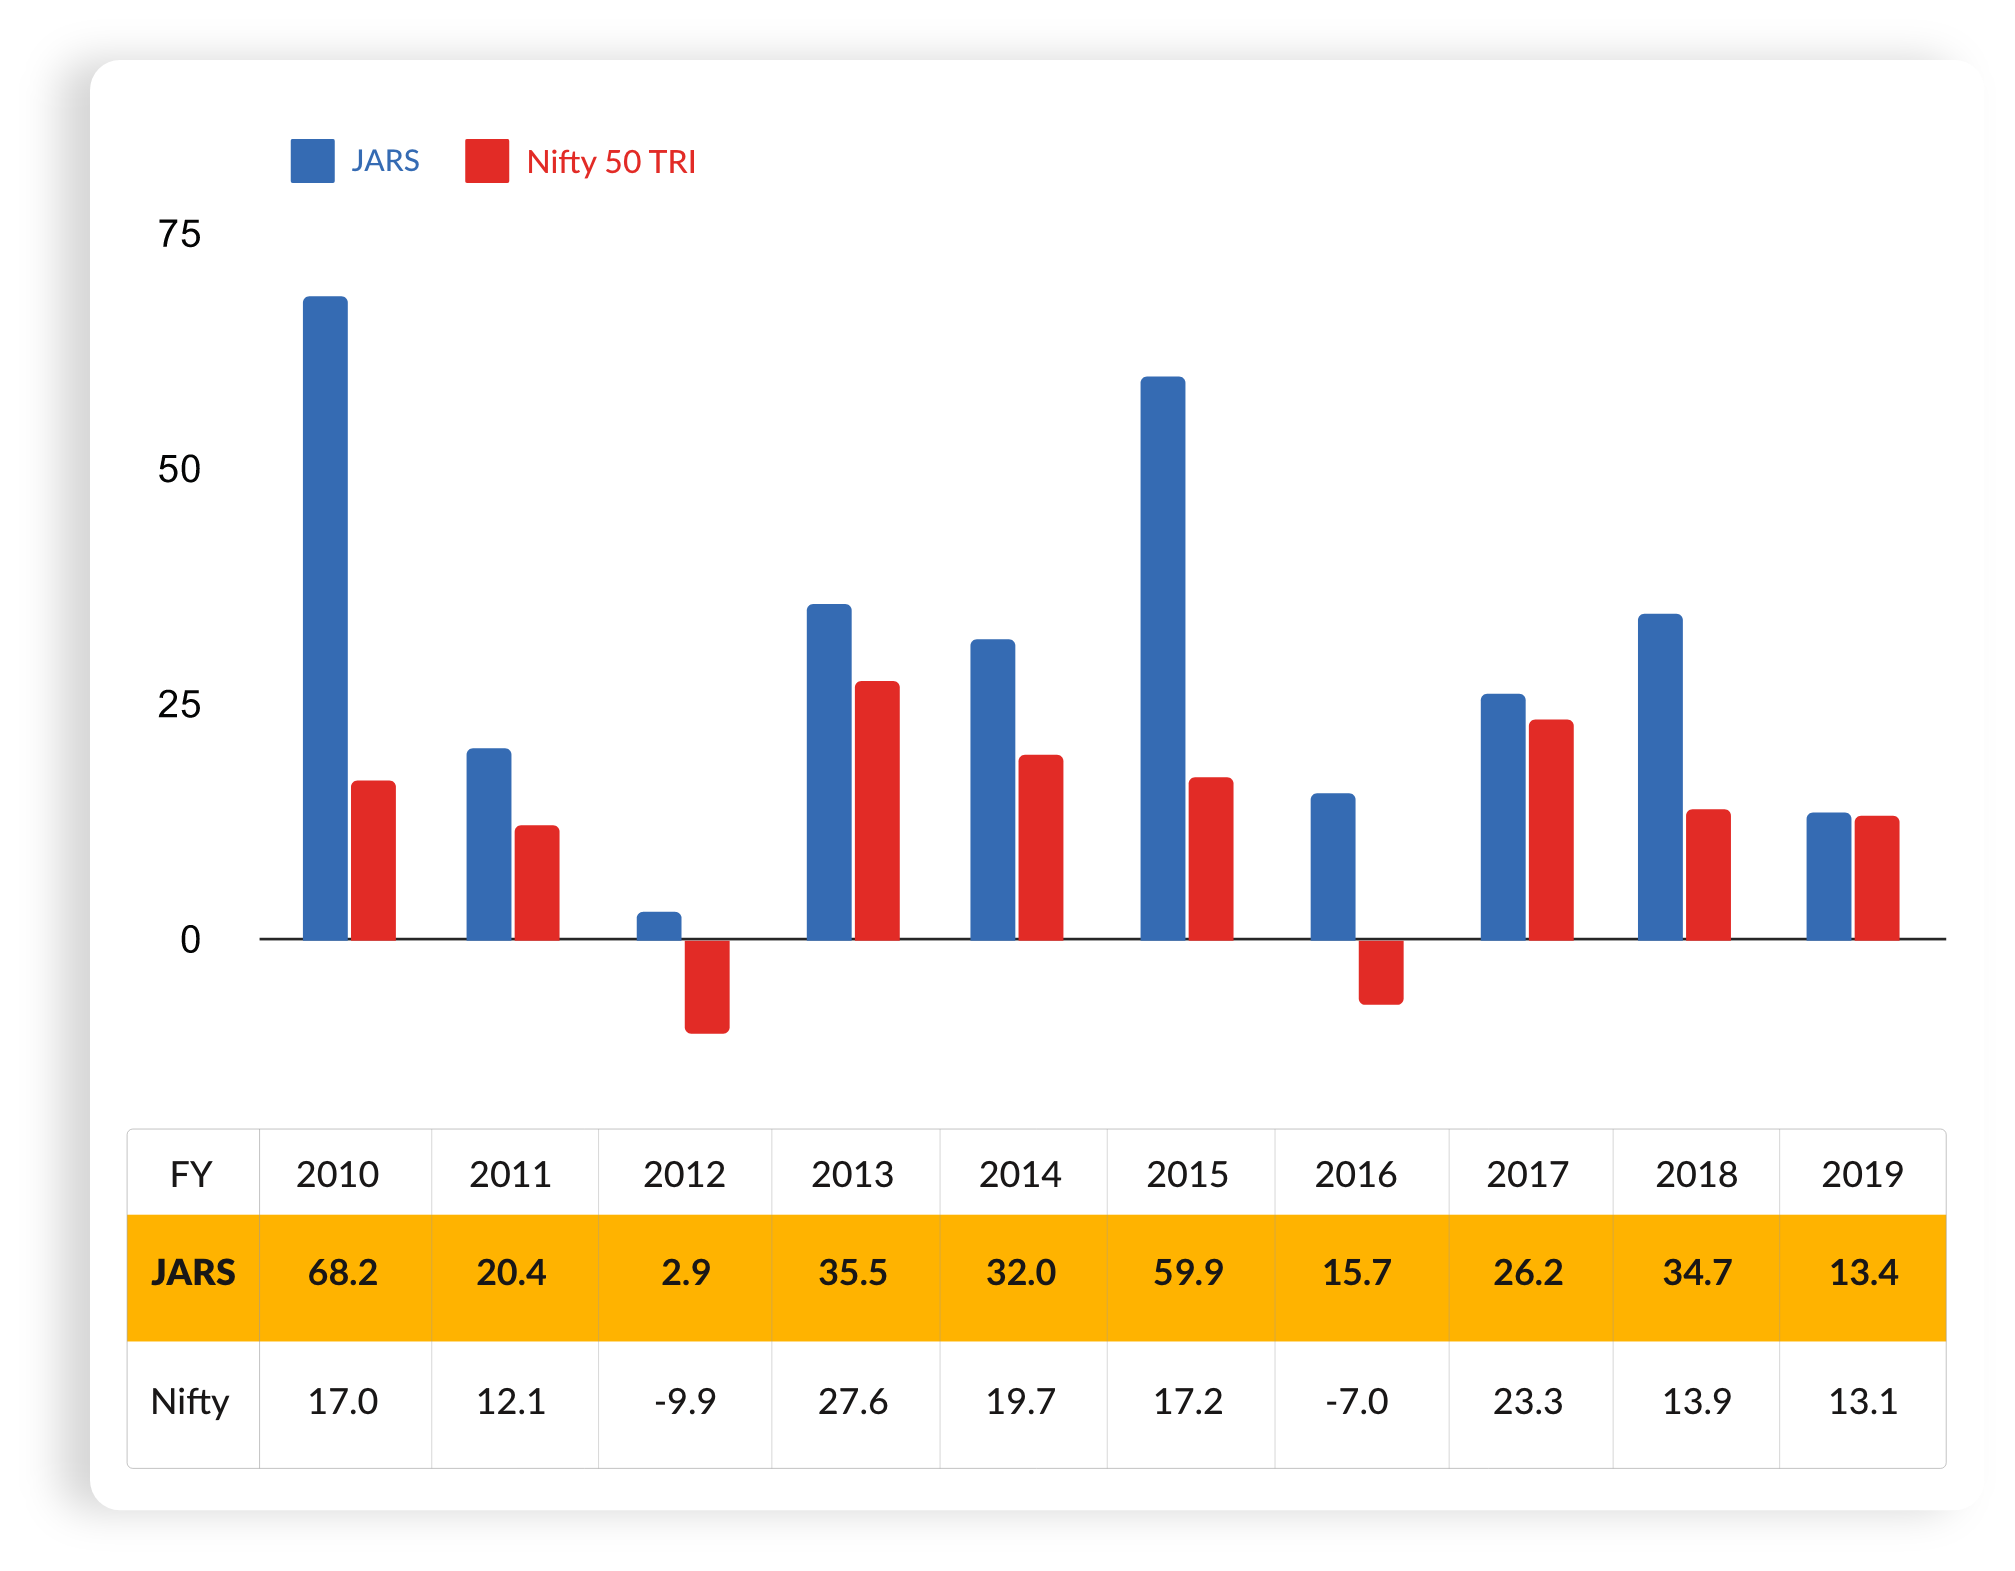 JARS Nifty 50 TRI
75
50
25
0
FY 2010 2011 2012 2013 2014 2015 2016 2017 2018 2019
JARS 68.2 20.4 2.9 35.5 32.0 59.9 15.7 26.2 34.7 13.4
Nifty 17.0 12.1 -9.9 27.6 19.7 17.2 -7.0 23.3 13.9 13.1